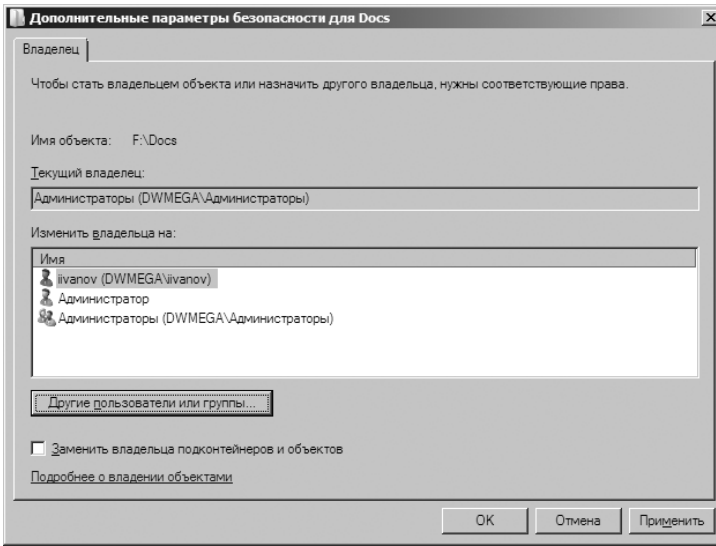 Дополнительные параметры безопасности для Docs
Владелец
Чтобы стать владельцем объекта или назначить другого владельца, нужны соответствующие права.
Имя объекта: F:\Docs
Текущий владелец:
Администраторы (DWMEGA\Администраторы)
Изменить владельца на:
Имя
iivanov (DWMEGA\iivanov)
Администратор
Администраторы (DWMEGA\Администраторы)
Другие пользователи или группы...
Заменить владельца подконтейнеров и объектов
Подробнее о владении объектами
OK Отмена Применить